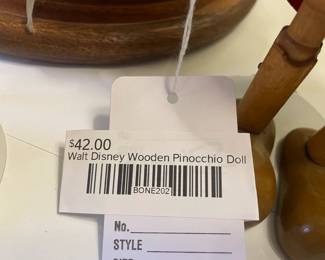 $42.00
Walt Disney Wooden Pinocchio Doll
BONE202
No.
STYLE